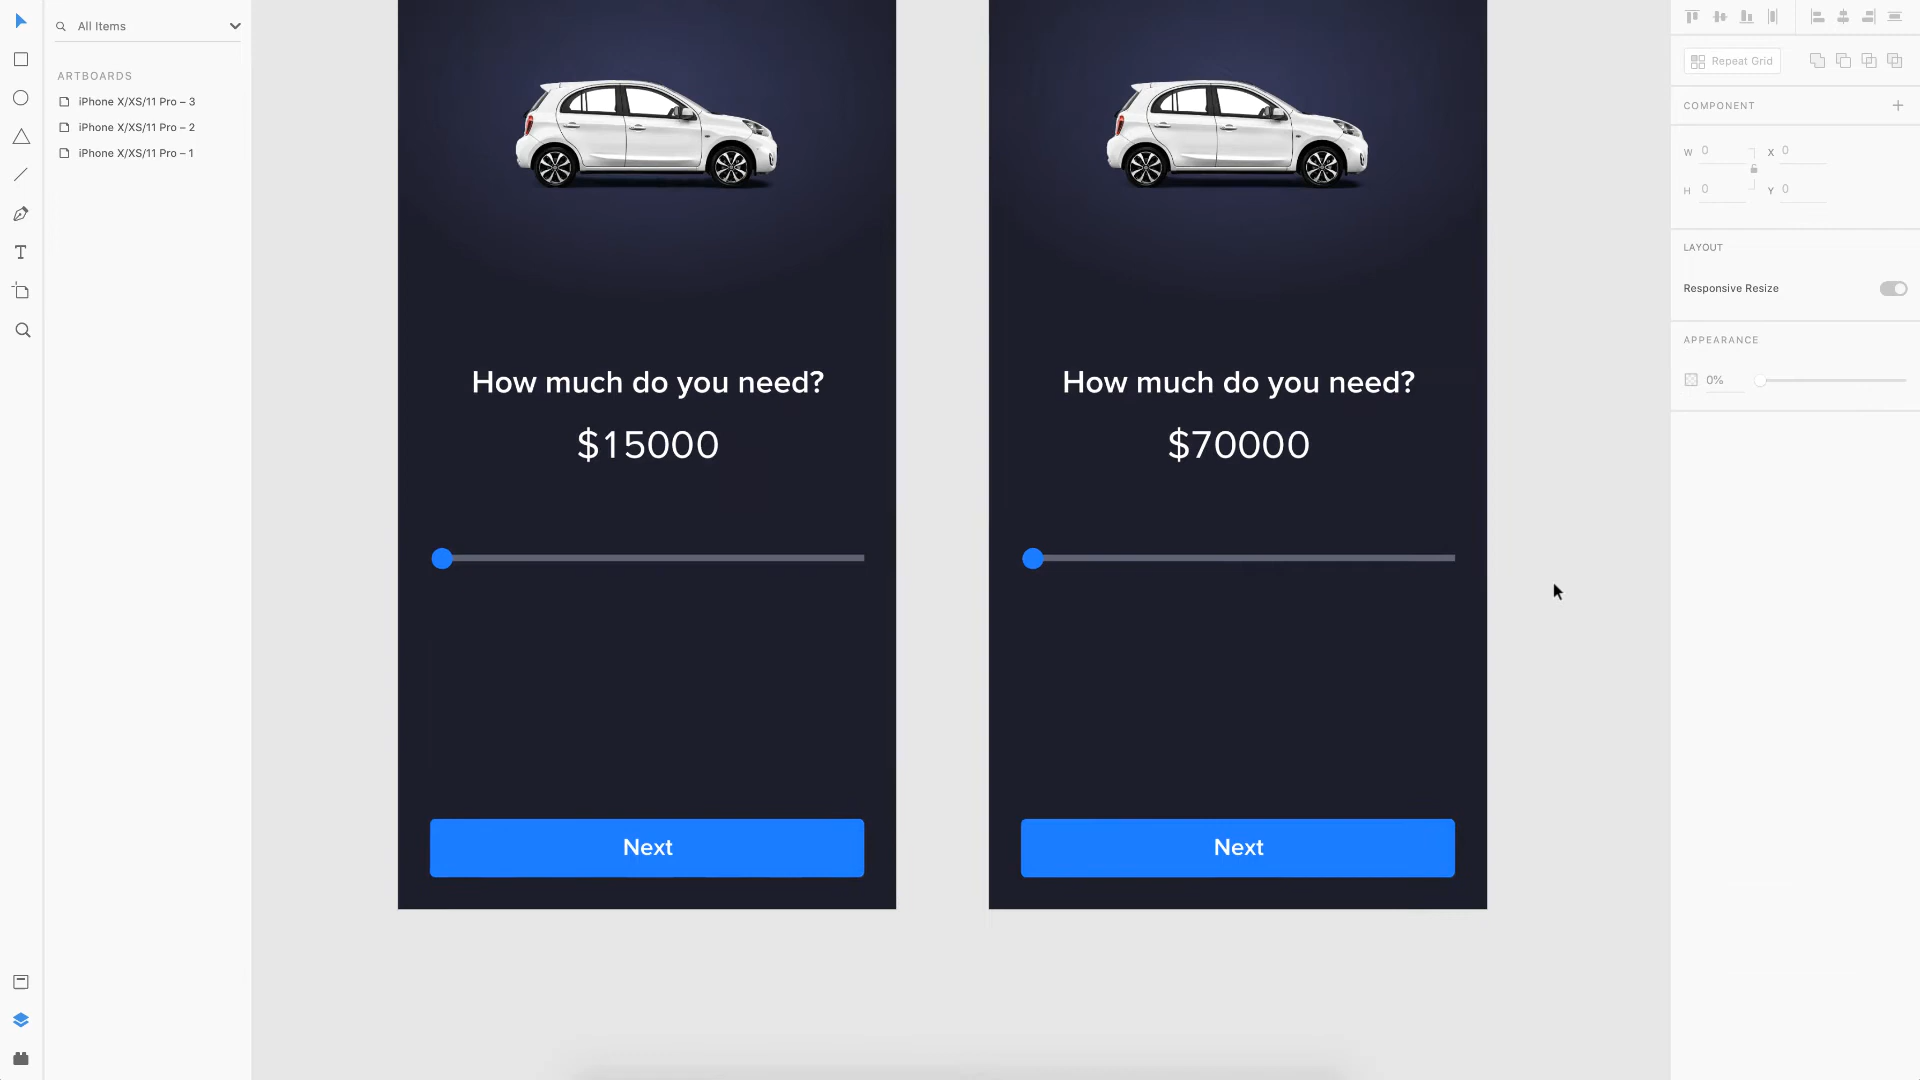 All Items
ARTBOARDS
iPhone X/XS/11 Pro – 3
iPhone X/XS/11 Pro – 2
iPhone X/XS/11 Pro – 1
How much do you need?
$15000
Next
How much do you need?
$70000
Next
Repeat Grid
COMPONENT
W 0 X 0
H 0 Y 0
LAYOUT
Responsive Resize
APPEARANCE
0%